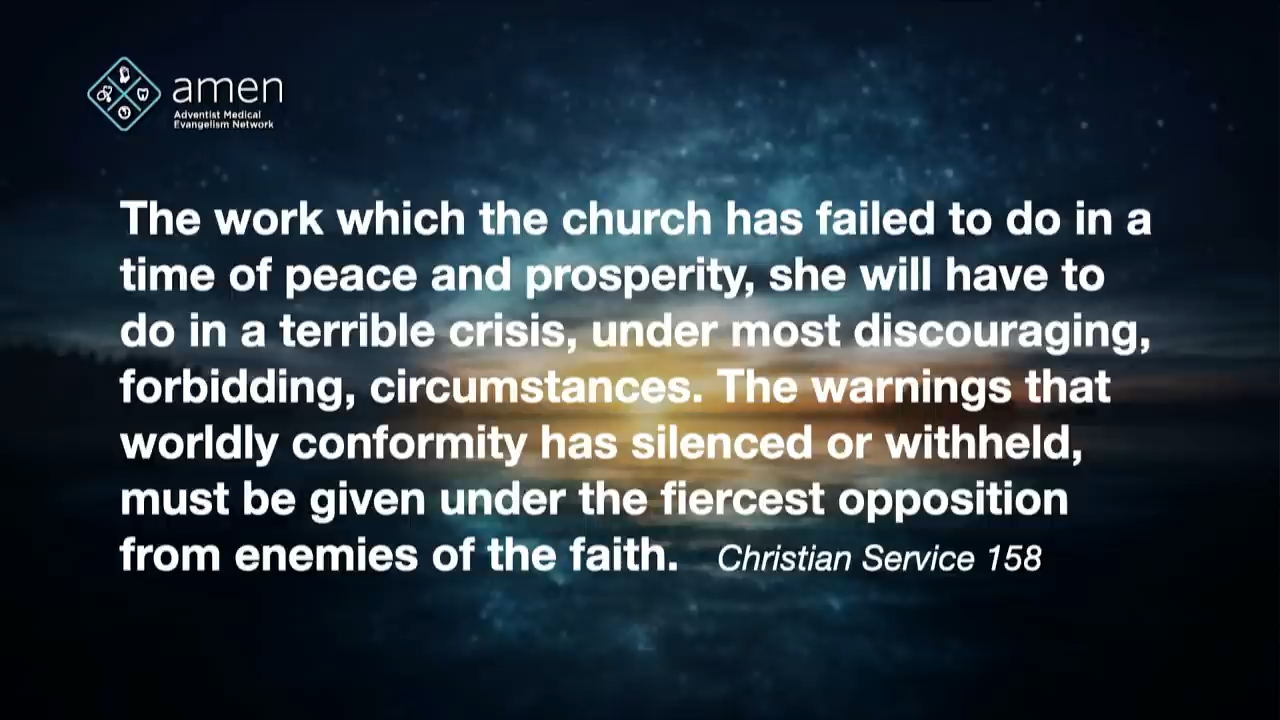 amen
Adventist Medical
Evangelism Network
The work which the church has failed to do in a
time of peace and prosperity, she will have to
do in a terrible crisis, under most discouraging,
forbidding, circumstances. The warnings that
worldly conformity has silenced or withheld,
must be given under the fiercest opposition
from enemies of the faith. Christian Service 158